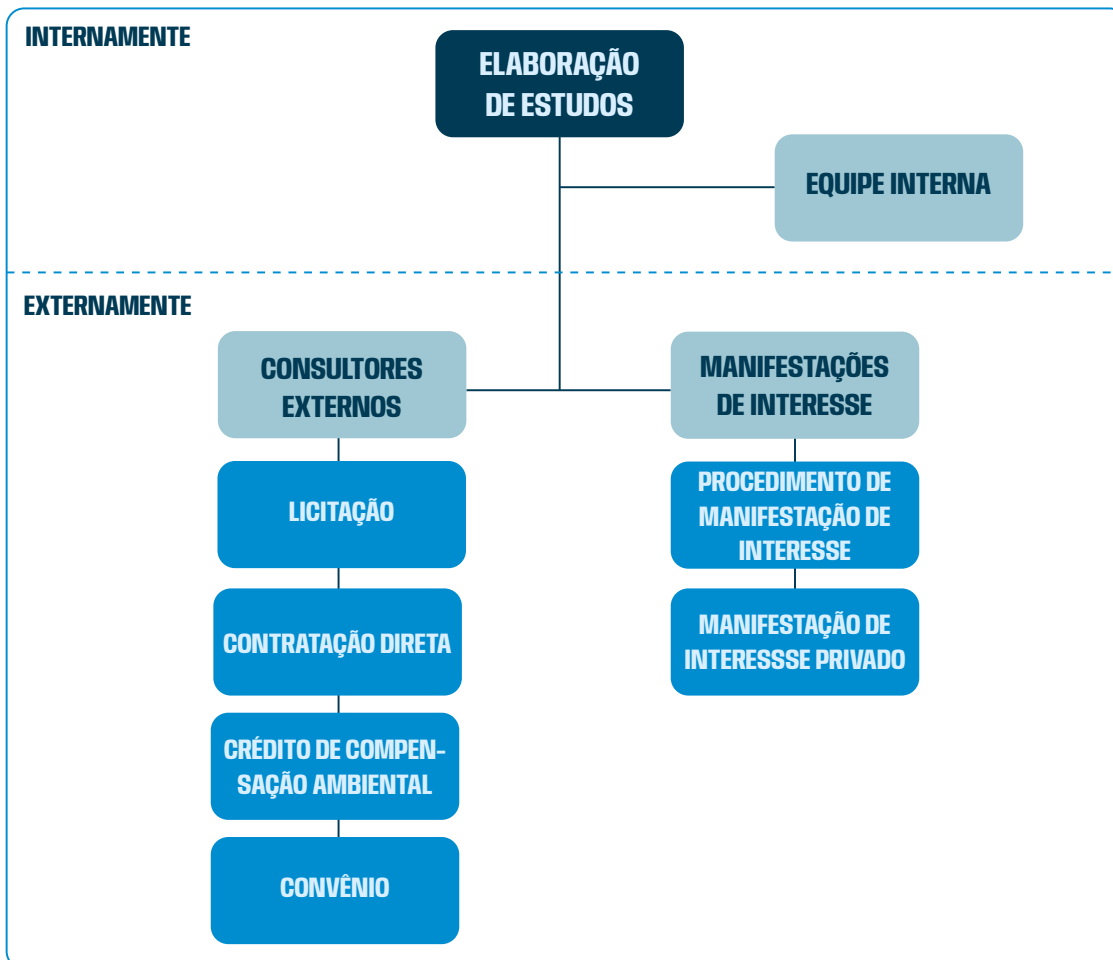 INTERNAMENTE
ELABORAÇÃO
DE ESTUDOS
EQUIPE INTERNA
EXTERNAMENTE
CONSULTORES
EXTERNOS
LICITAÇÃO
CONTRATAÇÃO DIRETA
CRÉDITO DE COMPEN-
SAÇÃO AMBIENTAL
CONVÊNIO
MANIFESTAÇÕES
DE INTERESSE
PROCEDIMENTO DE
MANIFESTAÇÃO DE
INTERESSE
MANIFESTAÇÃO DE
INTERESSSE PRIVADO